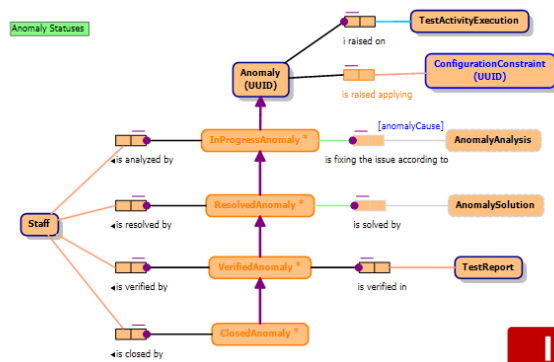 Anomaly Statuses
TestActivityExecution
i raised on
Anomaly
(UUID)
ConfigurationConstraint
(UUID)
is raised applying
[anomalyCause]
InProgressAnomaly *
AnomalyAnalysis
◄is analyzed by
is fixing the issue according to
ResolvedAnomaly *
AnomalySolution
Staff
◄is resolved by
is solved by
VerifiedAnomaly *
TestReport
◄is verified by
is verified in
ClosedAnomaly *
◄is closed by